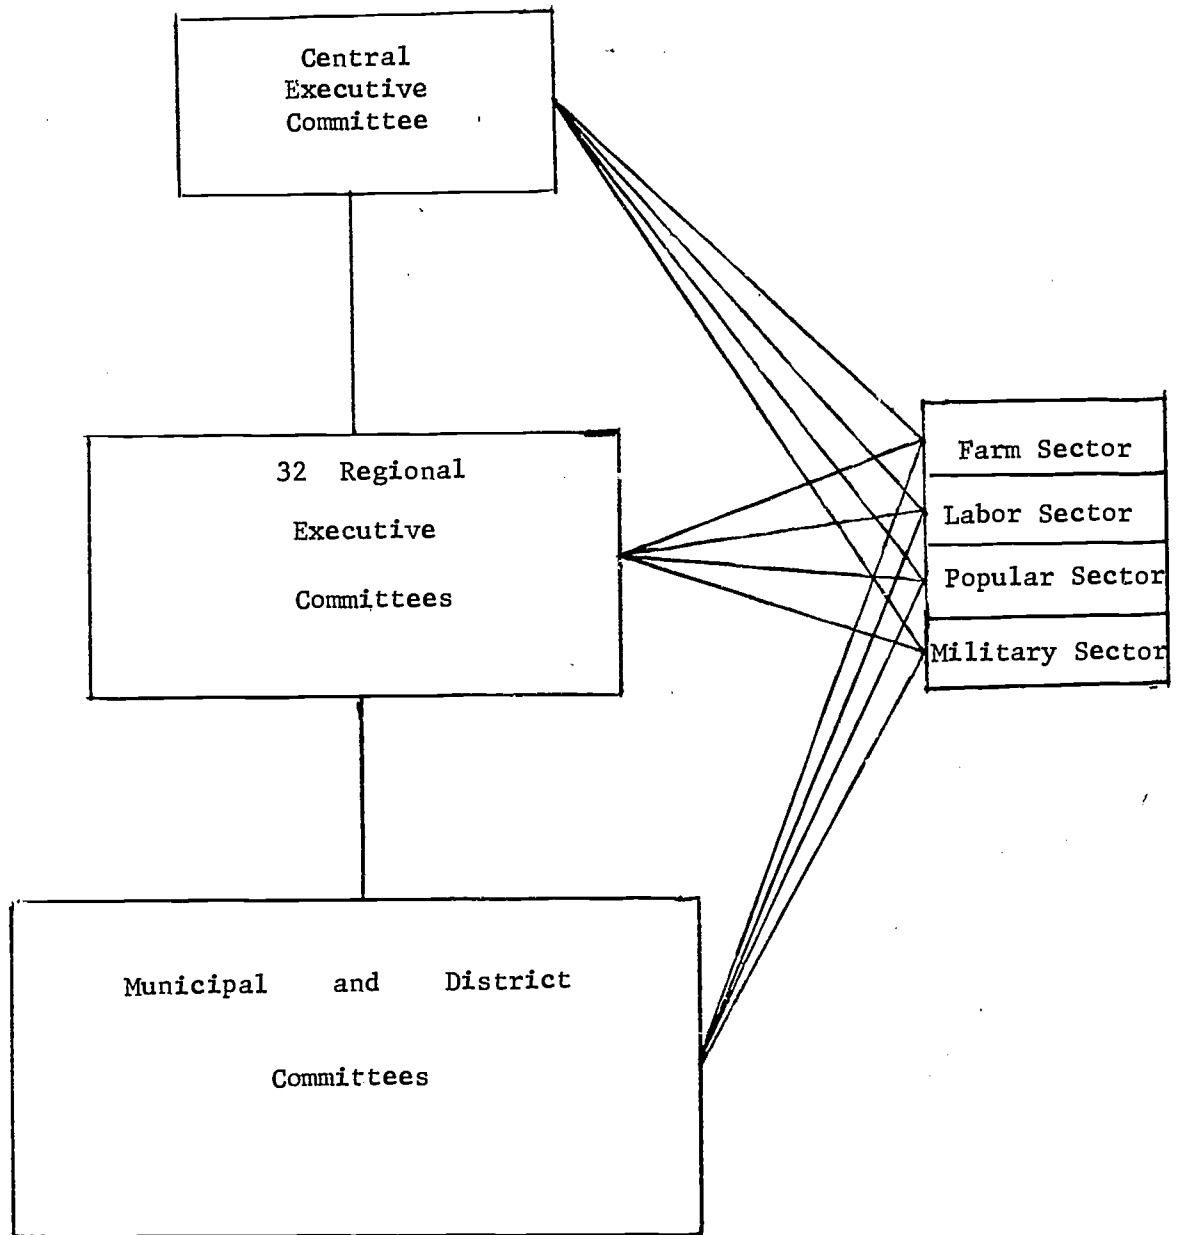 Central
Executive
Committee
32 Regional
Executive
Committees
Farm Sector
Labor Sector
Popular Sector
Military Sector
Municipal and District
Committees